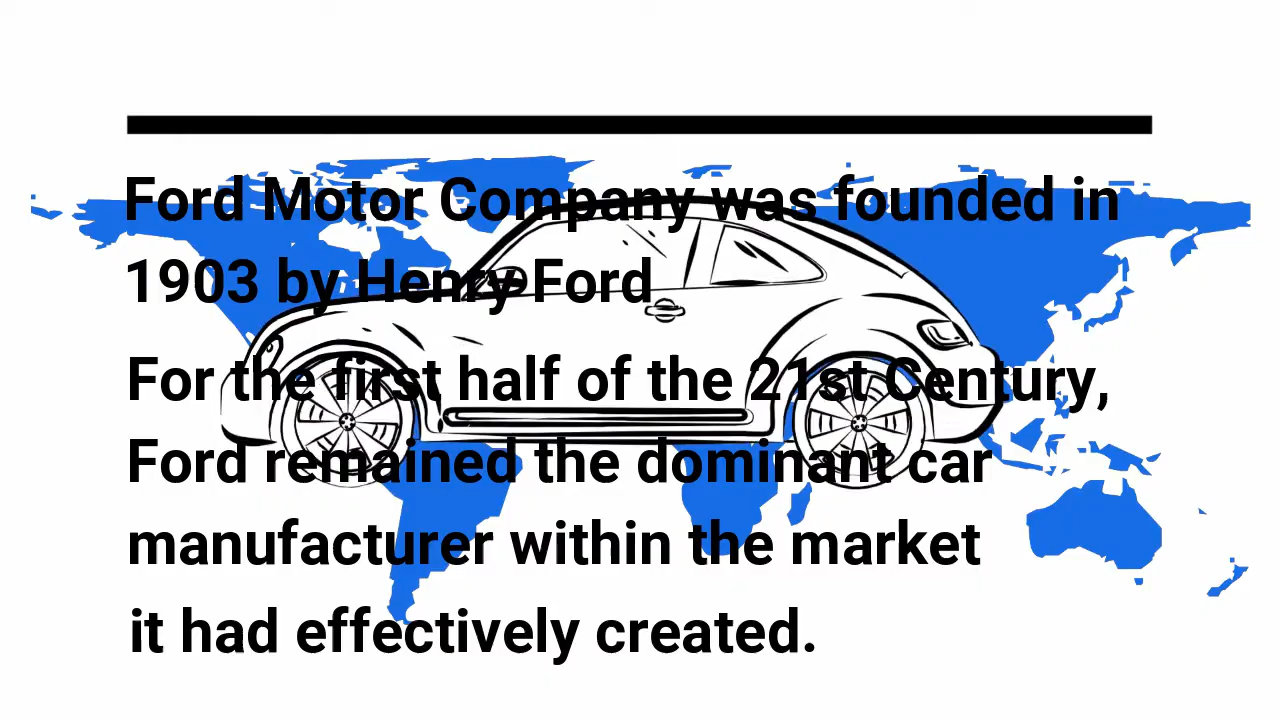 Ford Motor Company was founded in
1903 by Henry Ford
For the first half of the 21st Century,
Ford remained the dominant car
manufacturer within the market
it had effectively created.